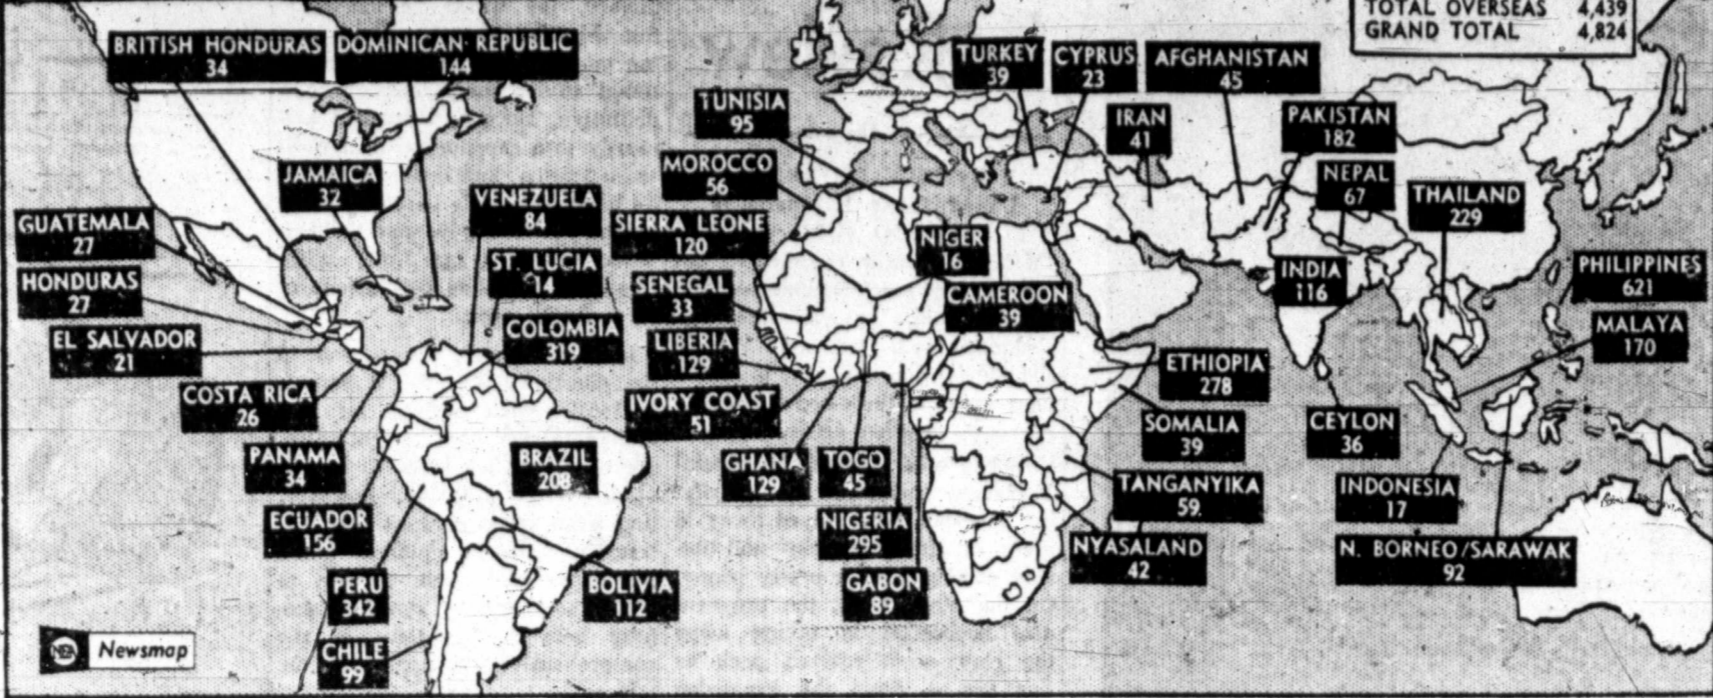 TOTAL OVERSEAS 4,439
GRAND TOTAL 4,824
BRITISH HONDURAS
34
DOMINICAN REPUBLIC
144
TURKEY
39
CYPRUS
23
AFGHANISTAN
45
TUNISIA
95
IRAN
41
PAKISTAN
182
MOROCCO
56
JAMAICA
32
NEPAL
67
THAILAND
229
VENEZUELA
84
GUATEMALA
27
SIERRA LEONE
120
NIGER
16
ST. LUCIA
14
INDIA
116
PHILIPPINES
621
HONDURAS
27
SENEGAL
33
CAMEROON
39
EL SALVADOR
21
COLOMBIA
319
LIBERIA
129
MALAYA
170
ETHIOPIA
278
COSTA RICA
26
IVORY COAST
51
SOMALIA
39
CEYLON
36
PANAMA
34
BRAZIL
208
GHANA
129
TOGO
45
TANGANYIKA
59
INDONESIA
17
ECUADOR
156
NIGERIA
295
NYASALAND
42
N. BORNEO/SARAWAK
92
PERU
342
BOLIVIA
112
GABON
89
CHILE
99
NEA Newsmap